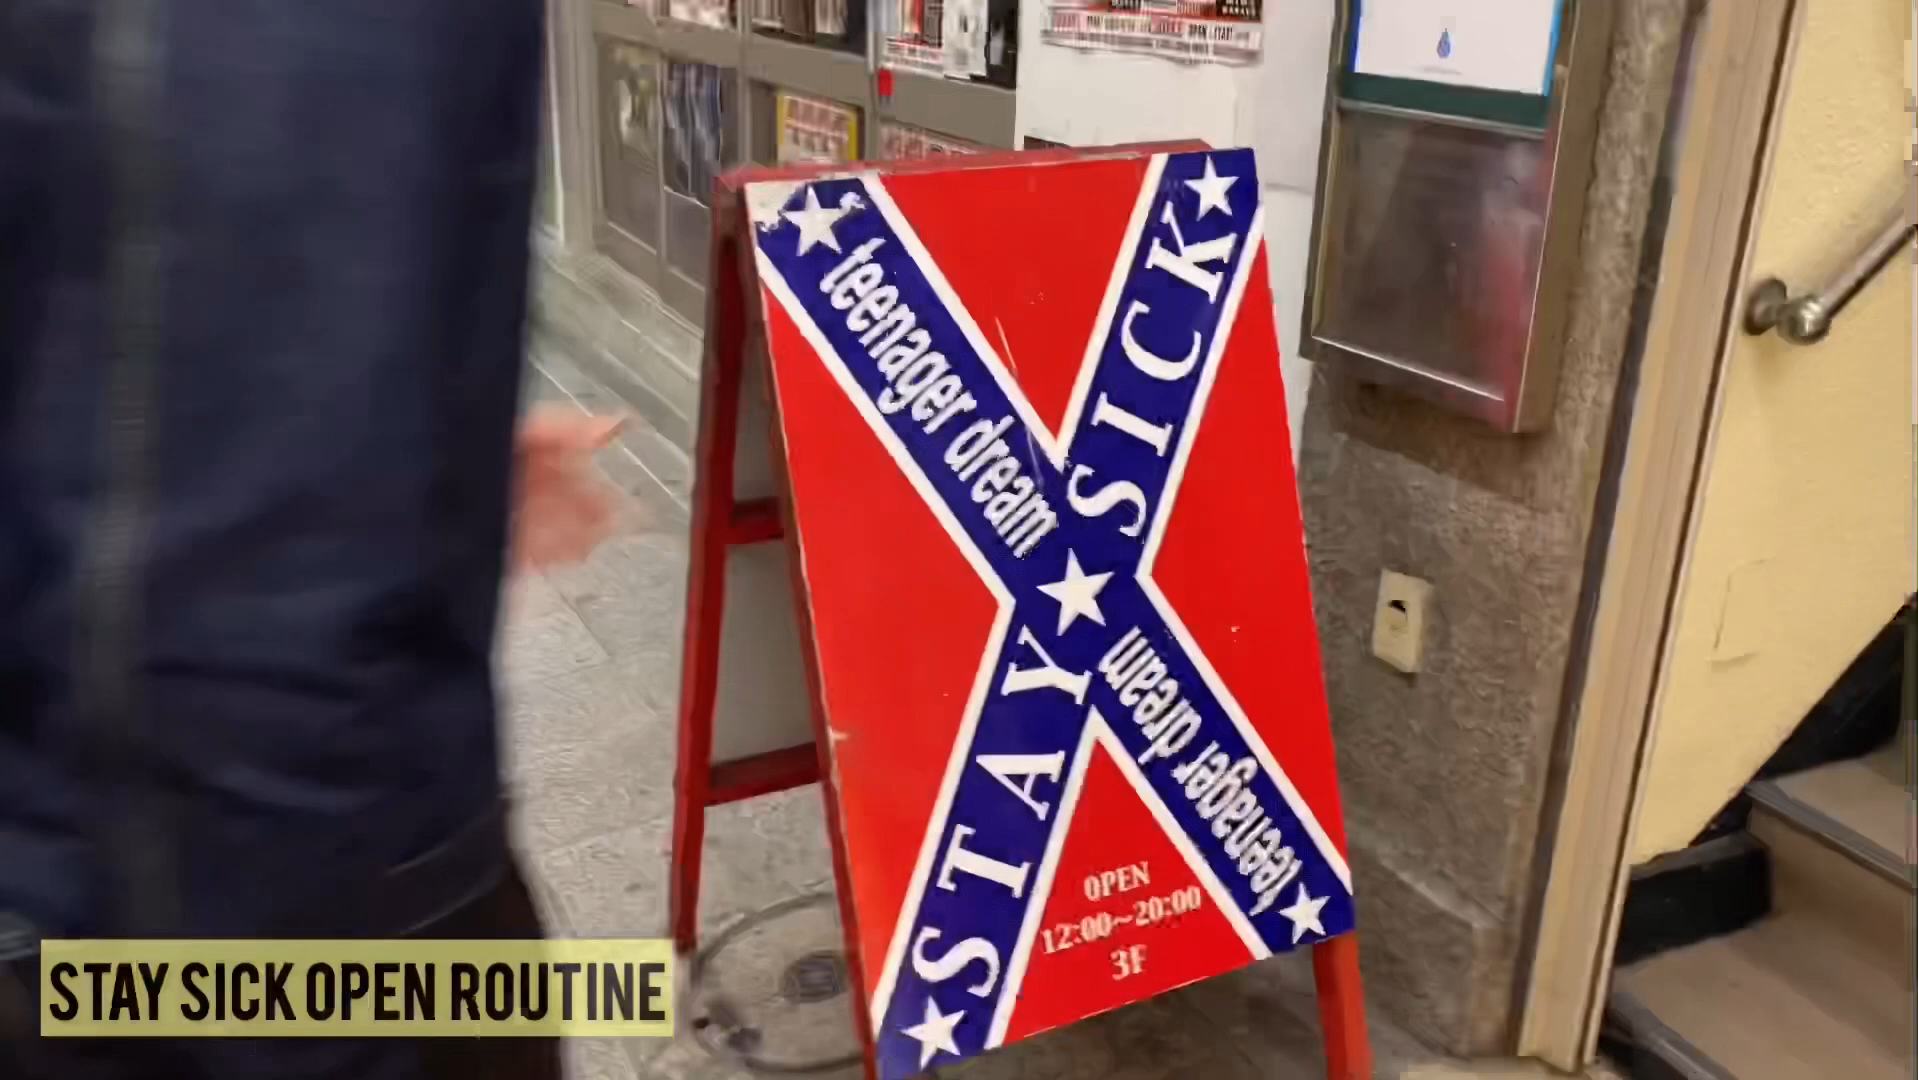 teenager dream
STAY SICK
teenager dream
OPEN
12:00~20:00
3F
STAY SICK OPEN ROUTINE